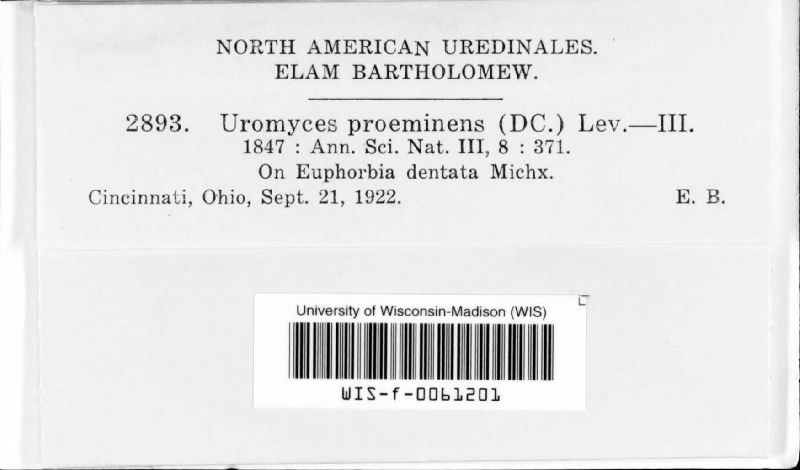 NORTH AMERICAN UREDINALES.
ELAM BARTHOLOMEW.
2893. Uromyces proeminens (DC.) Lev.—III.
1847 : Ann. Sci. Nat. III, 8 : 371.
On Euphorbia dentata Michx.
Cincinnati, Ohio, Sept. 21, 1922. E. B.
University of Wisconsin-Madison (WIS)
WIS-f-0061201